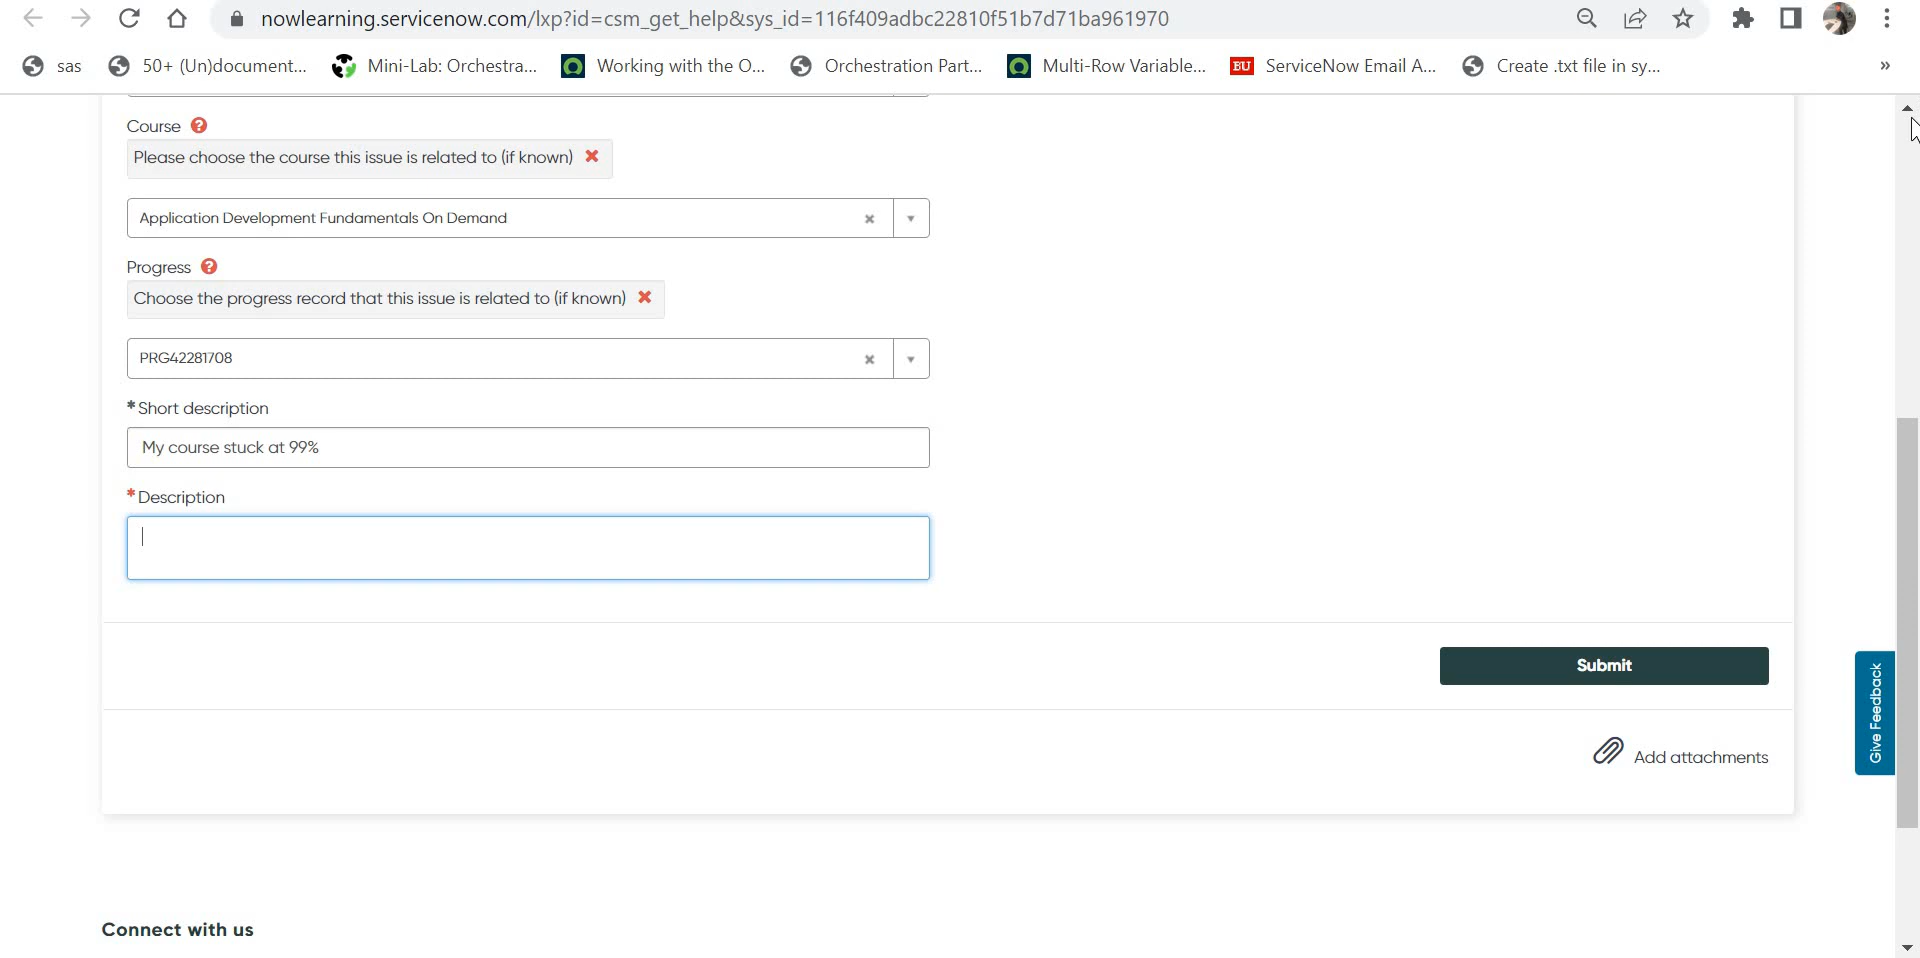 nowlearning.servicenow.com/lxp?id=csm_get_help&sys_id=116f409adbc22810f51b7d71ba961970
sas 50+ (Un)document... Mini-Lab: Orchestra... Working with the O... Orchestration Part... Multi-Row Variable... BU ServiceNow Email A... Create .txt file in sy... »
Course ?
Please choose the course this issue is related to (if known)
Application Development Fundamentals On Demand
Progress ?
Choose the progress record that this issue is related to (if known)
PRG42281708
* Short description
My course stuck at 99%
* Description
Submit
Give Feedback
Add attachments
Connect with us